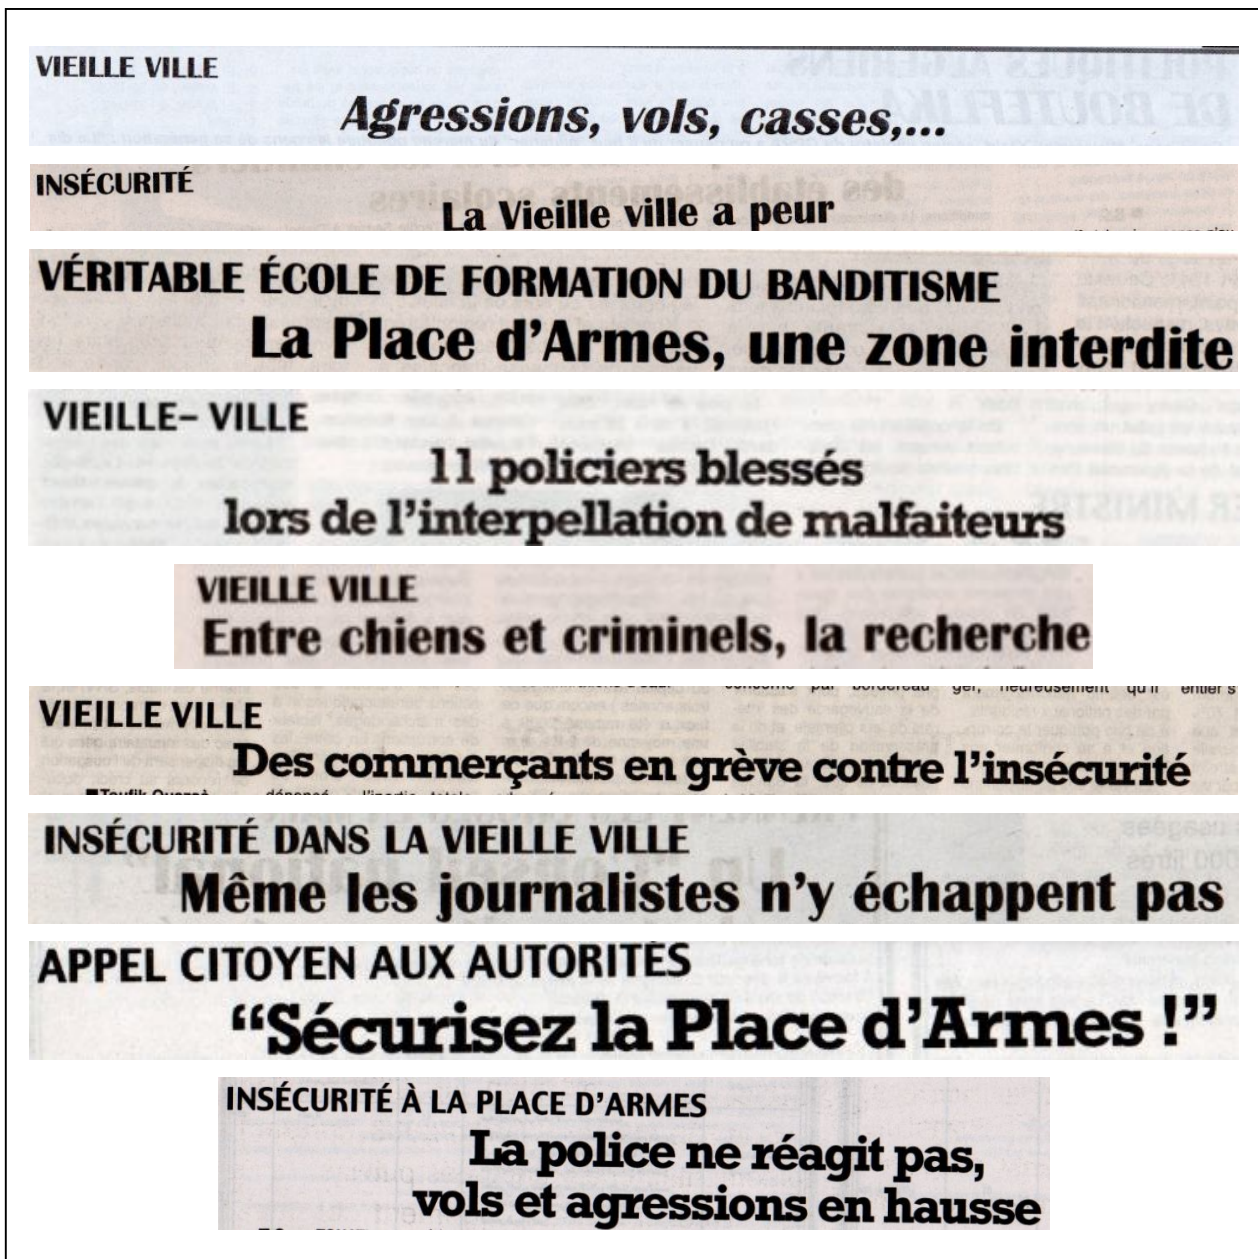 VIEILLE VILLE
Agressions, vols, casses,...
INSÉCURITÉ
La Vieille ville a peur
VÉRITABLE ÉCOLE DE FORMATION DU BANDITISME
La Place d'Armes, une zone interdite
VIEILLE– VILLE
11 policiers blessés
lors de l'interpellation de malfaiteurs
VIEILLE VILLE
Entre chiens et criminels, la recherche
VIEILLE VILLE
Des commerçants en grève contre l'insécurité
INSÉCURITÉ DANS LA VIEILLE VILLE
Même les journalistes n'y échappent pas
APPEL CITOYEN AUX AUTORITÉS
“Sécurisez la Place d'Armes !”
INSÉCURITÉ À LA PLACE D'ARMES
La police ne réagit pas,
vols et agressions en hausse